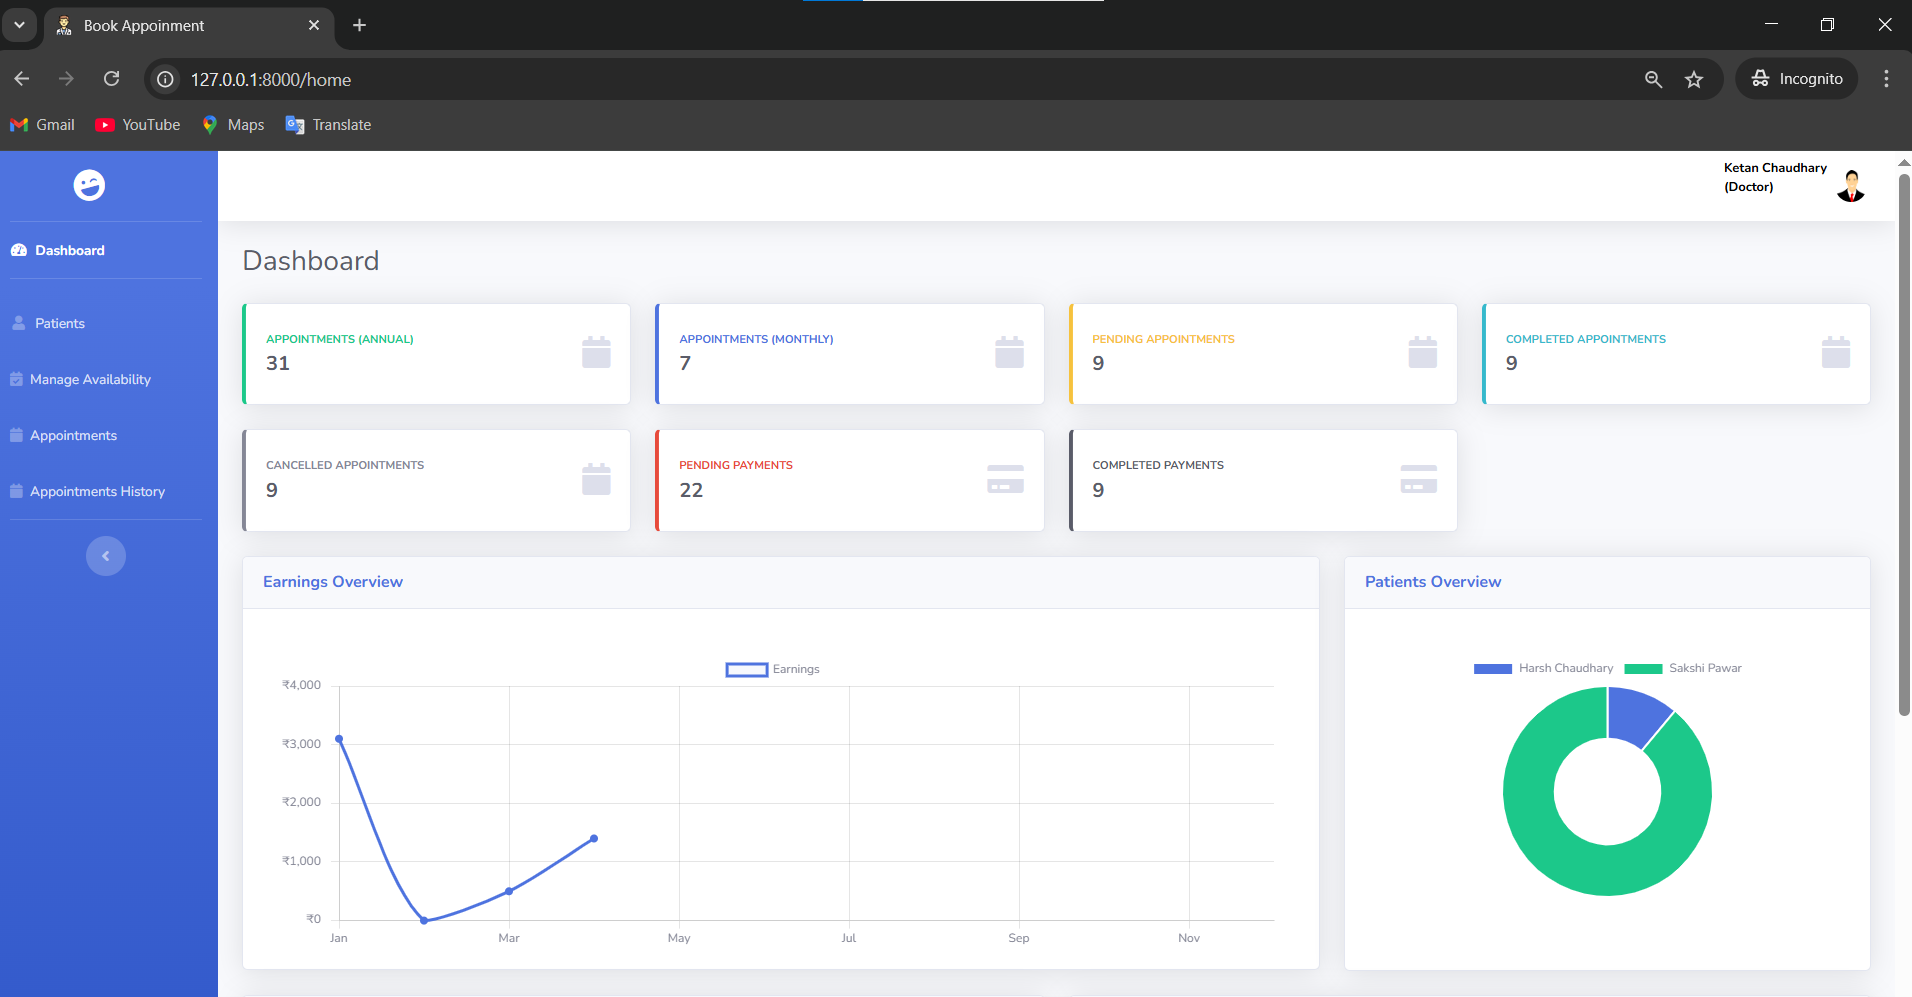 Book Appoinment
127.0.0.1:8000/home
Incognito
Gmail YouTube Maps Translate
Ketan Chaudhary
(Doctor)
Dashboard
Patients
Manage Availability
Appointments
Appointments History
Dashboard
APPOINTMENTS (ANNUAL)
31
APPOINTMENTS (MONTHLY)
7
PENDING APPOINTMENTS
9
COMPLETED APPOINTMENTS
9
CANCELLED APPOINTMENTS
9
PENDING PAYMENTS
22
COMPLETED PAYMENTS
9
Earnings Overview
Earnings
₹4,000
₹3,000
₹2,000
₹1,000
₹0
Jan Mar May Jul Sep Nov
Patients Overview
Harsh Chaudhary Sakshi Pawar